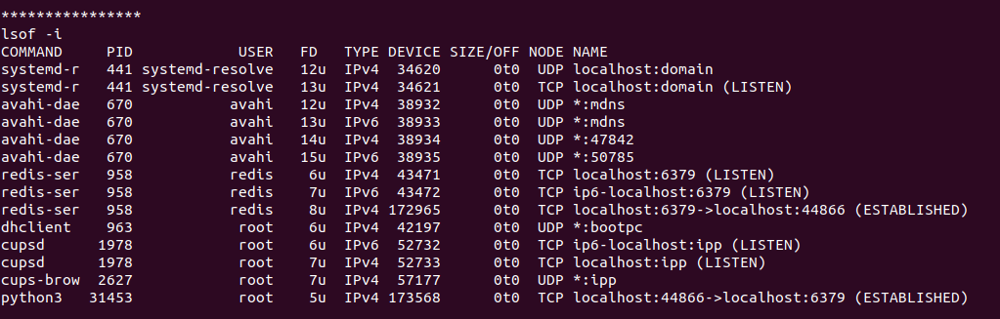 ****************
lsof -i
COMMAND     PID            USER   FD   TYPE DEVICE SIZE/OFF NODE NAME
systemd-r   441 systemd-resolve   12u  IPv4  34620      0t0  UDP localhost:domain
systemd-r   441 systemd-resolve   13u  IPv4  34621      0t0  TCP localhost:domain (LISTEN)
avahi-dae   670           avahi   12u  IPv4  38932      0t0  UDP *:mdns
avahi-dae   670           avahi   13u  IPv6  38933      0t0  UDP *:mdns
avahi-dae   670           avahi   14u  IPv4  38934      0t0  UDP *:47842
avahi-dae   670           avahi   15u  IPv6  38935      0t0  UDP *:50785
redis-ser   958           redis    6u  IPv4  43471      0t0  TCP localhost:6379 (LISTEN)
redis-ser   958           redis    7u  IPv6  43472      0t0  TCP ip6-localhost:6379 (LISTEN)
redis-ser   958           redis    8u  IPv4 172965      0t0  TCP localhost:6379->localhost:44866 (ESTABLISHED)
dhclient    963            root    6u  IPv4  42197      0t0  UDP *:bootpc
cupsd      1978            root    6u  IPv6  52732      0t0  TCP ip6-localhost:ipp (LISTEN)
cupsd      1978            root    7u  IPv4  52733      0t0  TCP localhost:ipp (LISTEN)
cups-brow  2627            root    7u  IPv4  57177      0t0  UDP *:ipp
python3   31453            root    5u  IPv4 173568      0t0  TCP localhost:44866->localhost:6379 (ESTABLISHED)